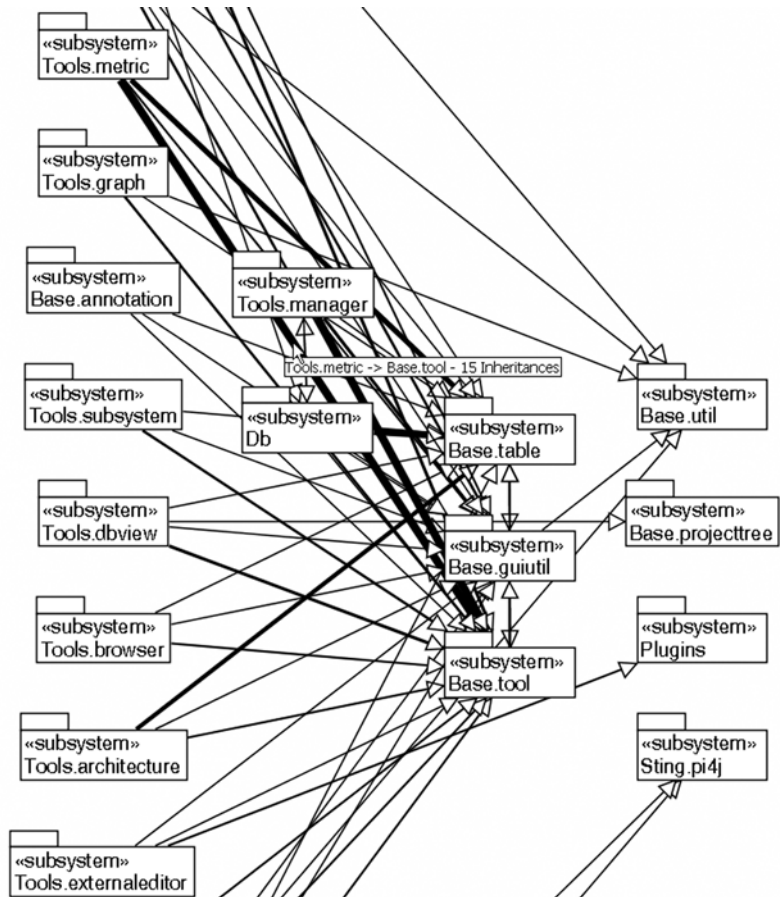 «subsystem»
Tools.metric
«subsystem»
Tools.graph
«subsystem»
Base.annotation
«subsystem»
Tools.manager
Tools.metric -> Base.tool - 15 Inheritances
«subsystem»
Tools.subsystem
«subsystem»
Db
«subsystem»
Base.table
«subsystem»
Base.util
«subsystem»
Tools.dbview
«subsystem»
Base.guiutil
«subsystem»
Base.projecttree
«subsystem»
Tools.browser
«subsystem»
Base.tool
«subsystem»
Plugins
«subsystem»
Tools.architecture
«subsystem»
Sting.pi4j
«subsystem»
Tools.externaleditor